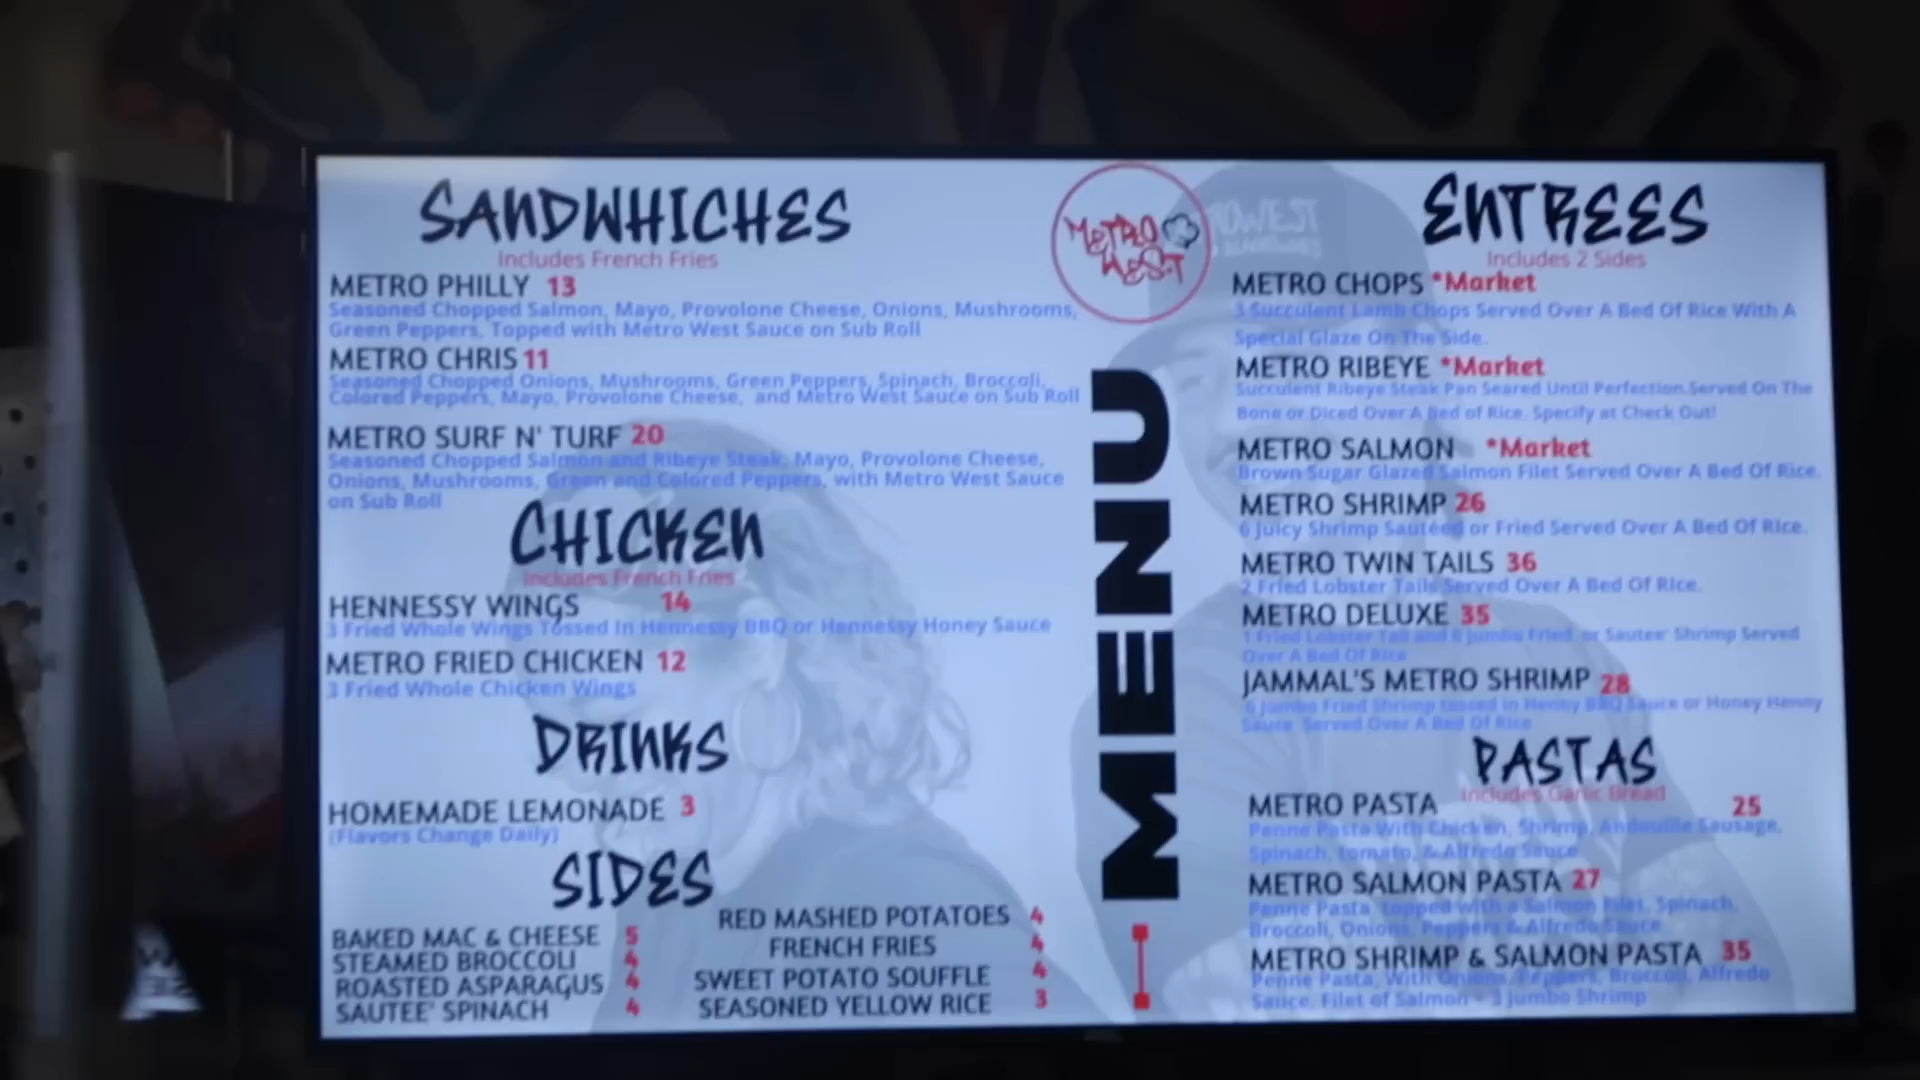 SANDWHICHES
Includes French Fries
METRO PHILLY 13
Seasoned Chopped Salmon, Mayo, Provolone Cheese, Onions, Mushrooms,
Green Peppers, Topped with Metro West Sauce on Sub Roll
METRO CHRIS 11
Seasoned Chopped Onions, Mushrooms, Green Peppers, Spinach, Broccoli,
Colored Peppers, Mayo, Provolone Cheese, and Metro West Sauce on Sub Roll
METRO SURF N' TURF 20
Seasoned Chopped Salmon and Ribeye Steak, Mayo, Provolone Cheese,
Onions, Mushrooms, Green and Colored Peppers, with Metro West Sauce
on Sub Roll
CHICKEN
Includes French Fries
HENNESSY WINGS 14
3 Fried Whole Wings Tossed In Hennessy BBQ or Hennessy Honey Sauce
METRO FRIED CHICKEN 12
3 Fried Whole Chicken Wings
DRINKS
HOMEMADE LEMONADE 3
(Flavors Change Daily)
SIDES
BAKED MAC & CHEESE 5
STEAMED BROCCOLI 4
ROASTED ASPARAGUS 4
SAUTEE' SPINACH 4
RED MASHED POTATOES 4
FRENCH FRIES 4
SWEET POTATO SOUFFLE 4
SEASONED YELLOW RICE 3
METRO
WEST
MENU
ENTREES
Includes 2 Sides
METRO CHOPS *Market
3 Succulent Lamb Chops Served Over A Bed Of Rice With A
Special Glaze On The Side.
METRO RIBEYE *Market
Succulent Ribeye Steak Pan Seared Until Perfection.Served On The
Bone or Diced Over A Bed of Rice. Specify at Check Out!
METRO SALMON *Market
Brown Sugar Glazed Salmon Filet Served Over A Bed Of Rice.
METRO SHRIMP 26
6 Juicy Shrimp Sauteed or Fried Served Over A Bed Of Rice.
METRO TWIN TAILS 36
2 Fried Lobster Tails Served Over A Bed Of Rice.
METRO DELUXE 35
1 Fried Lobster Tail and 6 Jumbo Fried or Sautee' Shrimp Served
Over A Bed Of Rice
JAMMAL'S METRO SHRIMP 28
6 Jumbo Fried Shrimp tossed in Henny BBQ Sauce or Honey Henny
Sauce Served Over A Bed Of Rice
PASTAS
Includes Garlic Bread
METRO PASTA 25
Penne Pasta With Chicken, Shrimp, Andouille Sausage,
Spinach, tomato, & Alfredo Sauce
METRO SALMON PASTA 27
Penne Pasta topped with a Salmon Filet, Spinach,
Broccoli, Onions, Peppers & Alfredo Sauce
METRO SHRIMP & SALMON PASTA 35
Penne Pasta, With Onions, Peppers, Broccoli, Alfredo
Sauce, Filet of Salmon + 3 Jumbo Shrimp